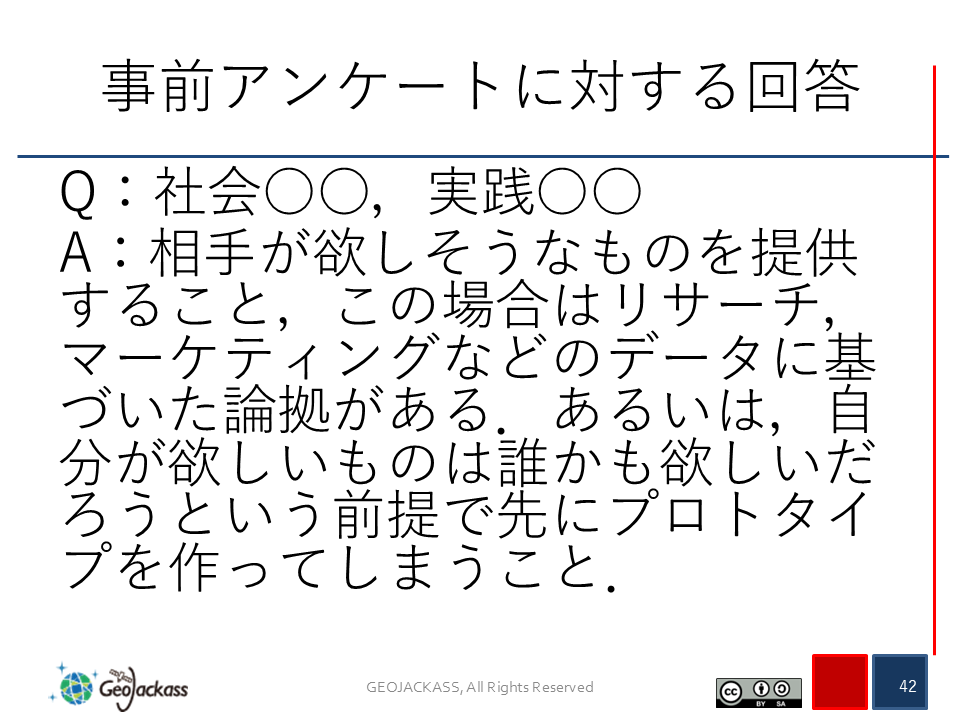 事前アンケートに対する回答
Q：社会○○，実践○○
A：相手が欲しそうなものを提供
すること，この場合はリサーチ，
マーケティングなどのデータに基
づいた論拠がある．あるいは，自
分が欲しいものは誰かも欲しいだ
ろうという前提で先にプロトタイ
プを作ってしまうこと．
GeoJackass
GEOJACKASS, All Rights Reserved
cc
BY SA
42